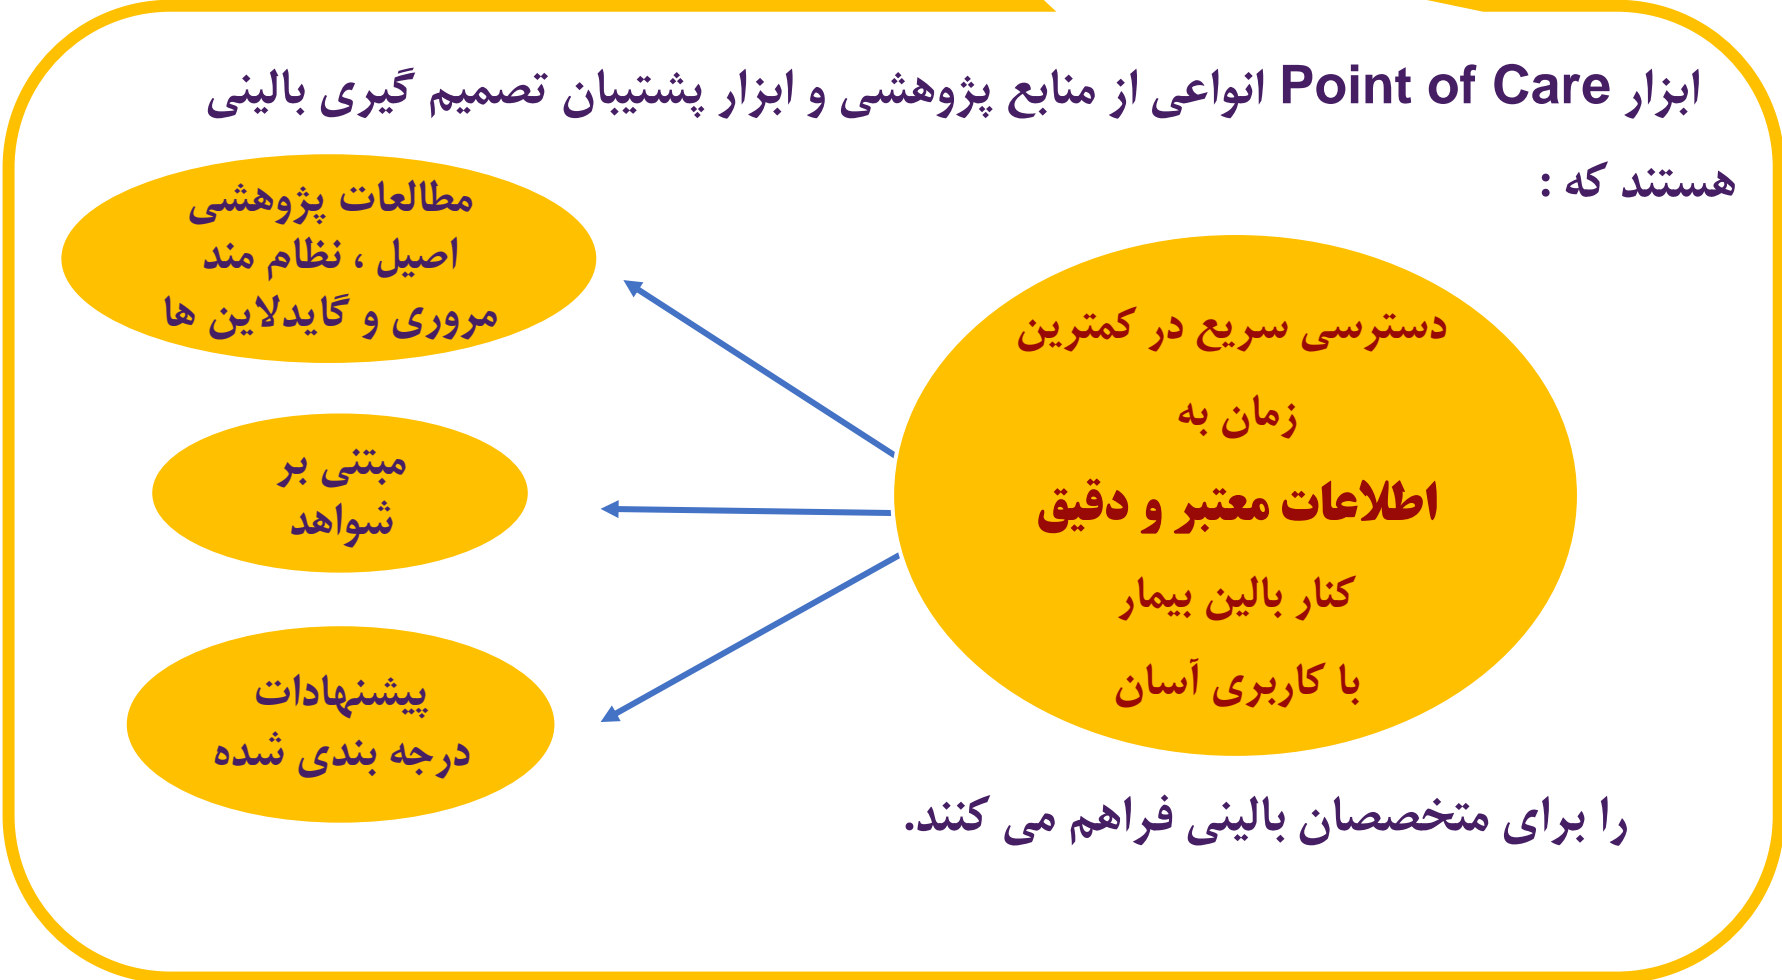 ابزار Point of Care انواعی از منابع پژوهشی و ابزار پشتیبان تصمیم گیری بالینی
هستند که :
دسترسی سریع در کمترین
زمان به
اطلاعات معتبر و دقیق
کنار بالین بیمار
با کاربری آسان
مطالعات پژوهشی
اصیل ، نظام مند
مروری و گایدلاین ها
مبتنی بر
شواهد
پیشنهادات
درجه بندی شده
را برای متخصصان بالینی فراهم می کنند.